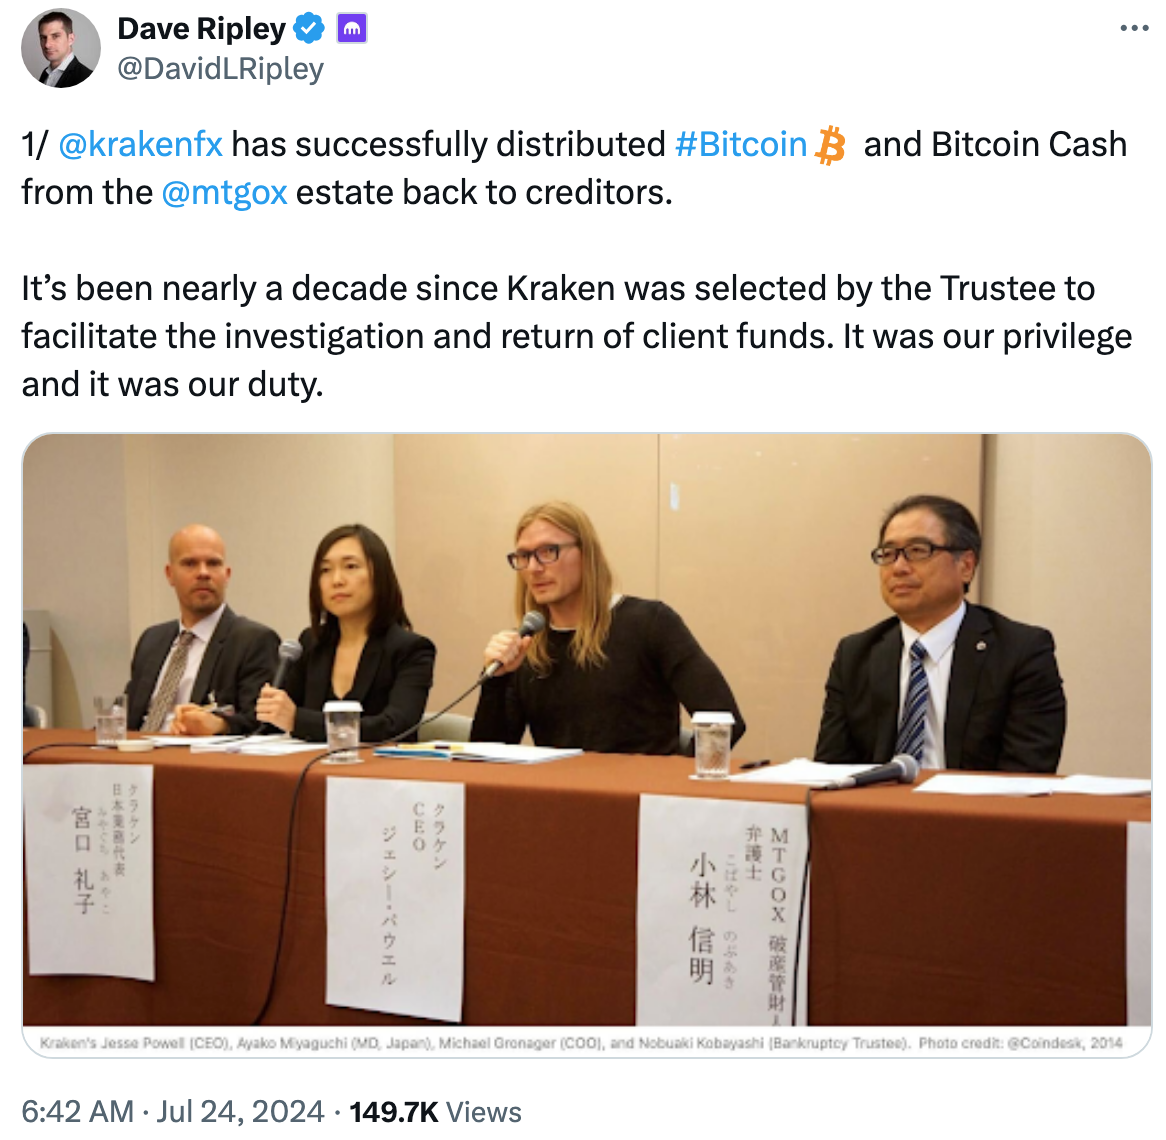 Dave Ripley
@DavidLRipley
1/ @krakenfx has successfully distributed #Bitcoin and Bitcoin Cash
from the @mtgox estate back to creditors.
It’s been nearly a decade since Kraken was selected by the Trustee to
facilitate the investigation and return of client funds. It was our privilege
and it was our duty.
クラケン
日本業務代表
みやぐち あやこ
宮口 礼子
クラケン
CEO
ジェシー・パウエル
MTGOX 破産管財人
弁護士
こばやし のぶあき
小林 信明
Kraken's Jesse Powell (CEO), Ayako Miyaguchi (MD, Japan), Michael Gronager (COO), and Nobuaki Kobayashi (Bankruptcy Trustee). Photo credit: @Coindesk, 2014
6:42 AM · Jul 24, 2024 · 149.7K Views